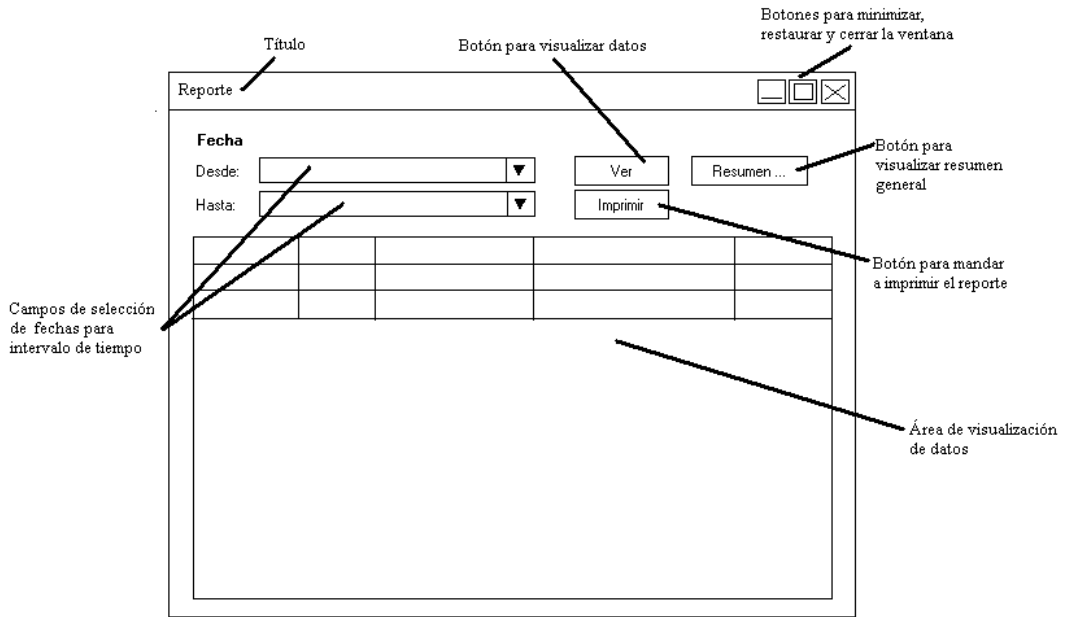 Botones para minimizar,
restaurar y cerrar la ventana
Título
Botón para visualizar datos
Reporte
Fecha
Desde:
Ver
Resumen ...
Botón para
visualizar resumen
general
Hasta:
Imprimir
Botón para mandar
a imprimir el reporte
Campos de selección
de fechas para
intervalo de tiempo
Área de visualización
de datos